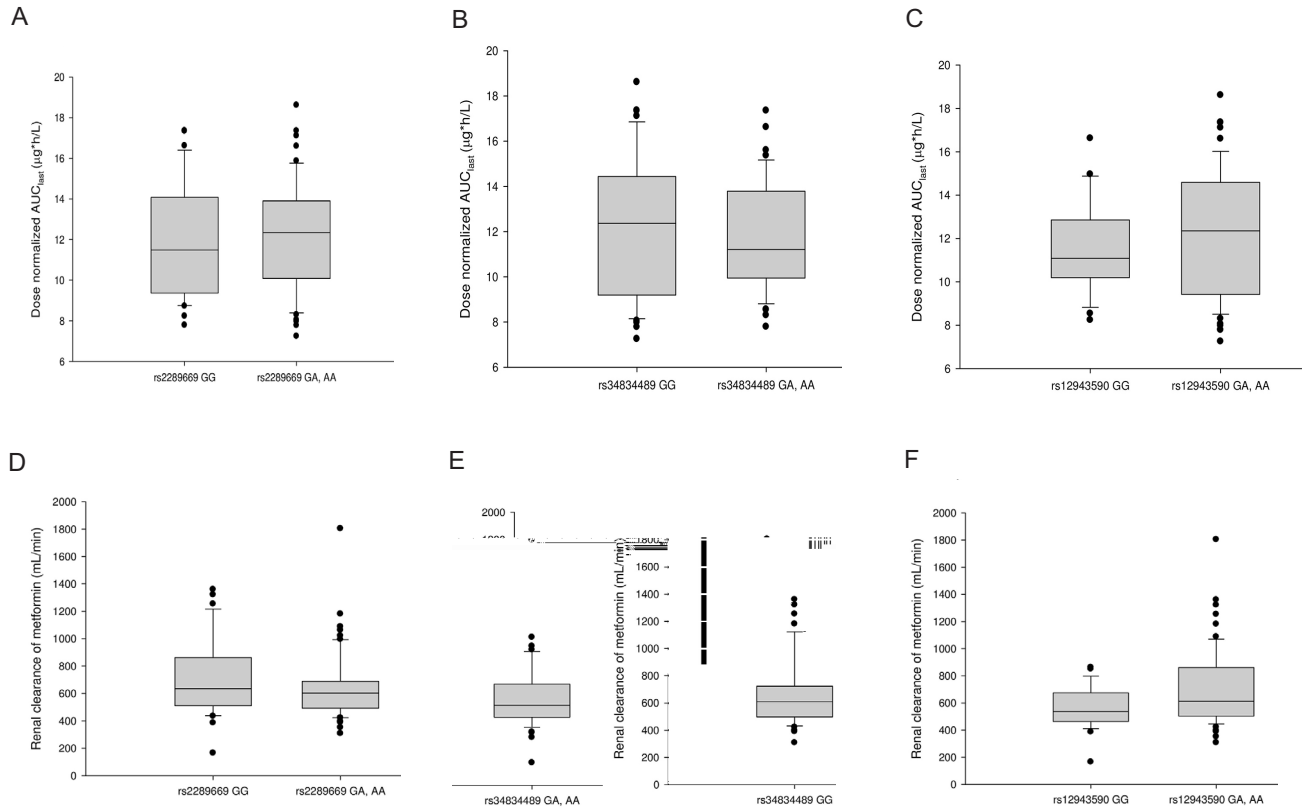 A
Dose normalized AUClast (µg*h/L)
20
18
16
14
12
10
8
6
rs2289669 GG
rs2289669 GA, AA
B
Dose normalized AUClast (µg*h/L)
20
18
16
14
12
10
8
6
rs34834489 GG
rs34834489 GA, AA
C
Dose normalized AUClast (µg*h/L)
20
18
16
14
12
10
8
6
rs12943590 GG
rs12943590 GA, AA
D
Renal clearance of metformin (mL/min)
2000
1800
1600
1400
1200
1000
800
600
400
200
0
rs2289669 GG
rs2289669 GA, AA
E
2000
rs34834489 GA, AA
Renal clearance of metformin (mL/min)
1800
1600
1400
1200
1000
800
600
400
200
0
rs34834489 GG
F
Renal clearance of metformin (mL/min)
2000
1800
1600
1400
1200
1000
800
600
400
200
0
rs12943590 GG
rs12943590 GA, AA